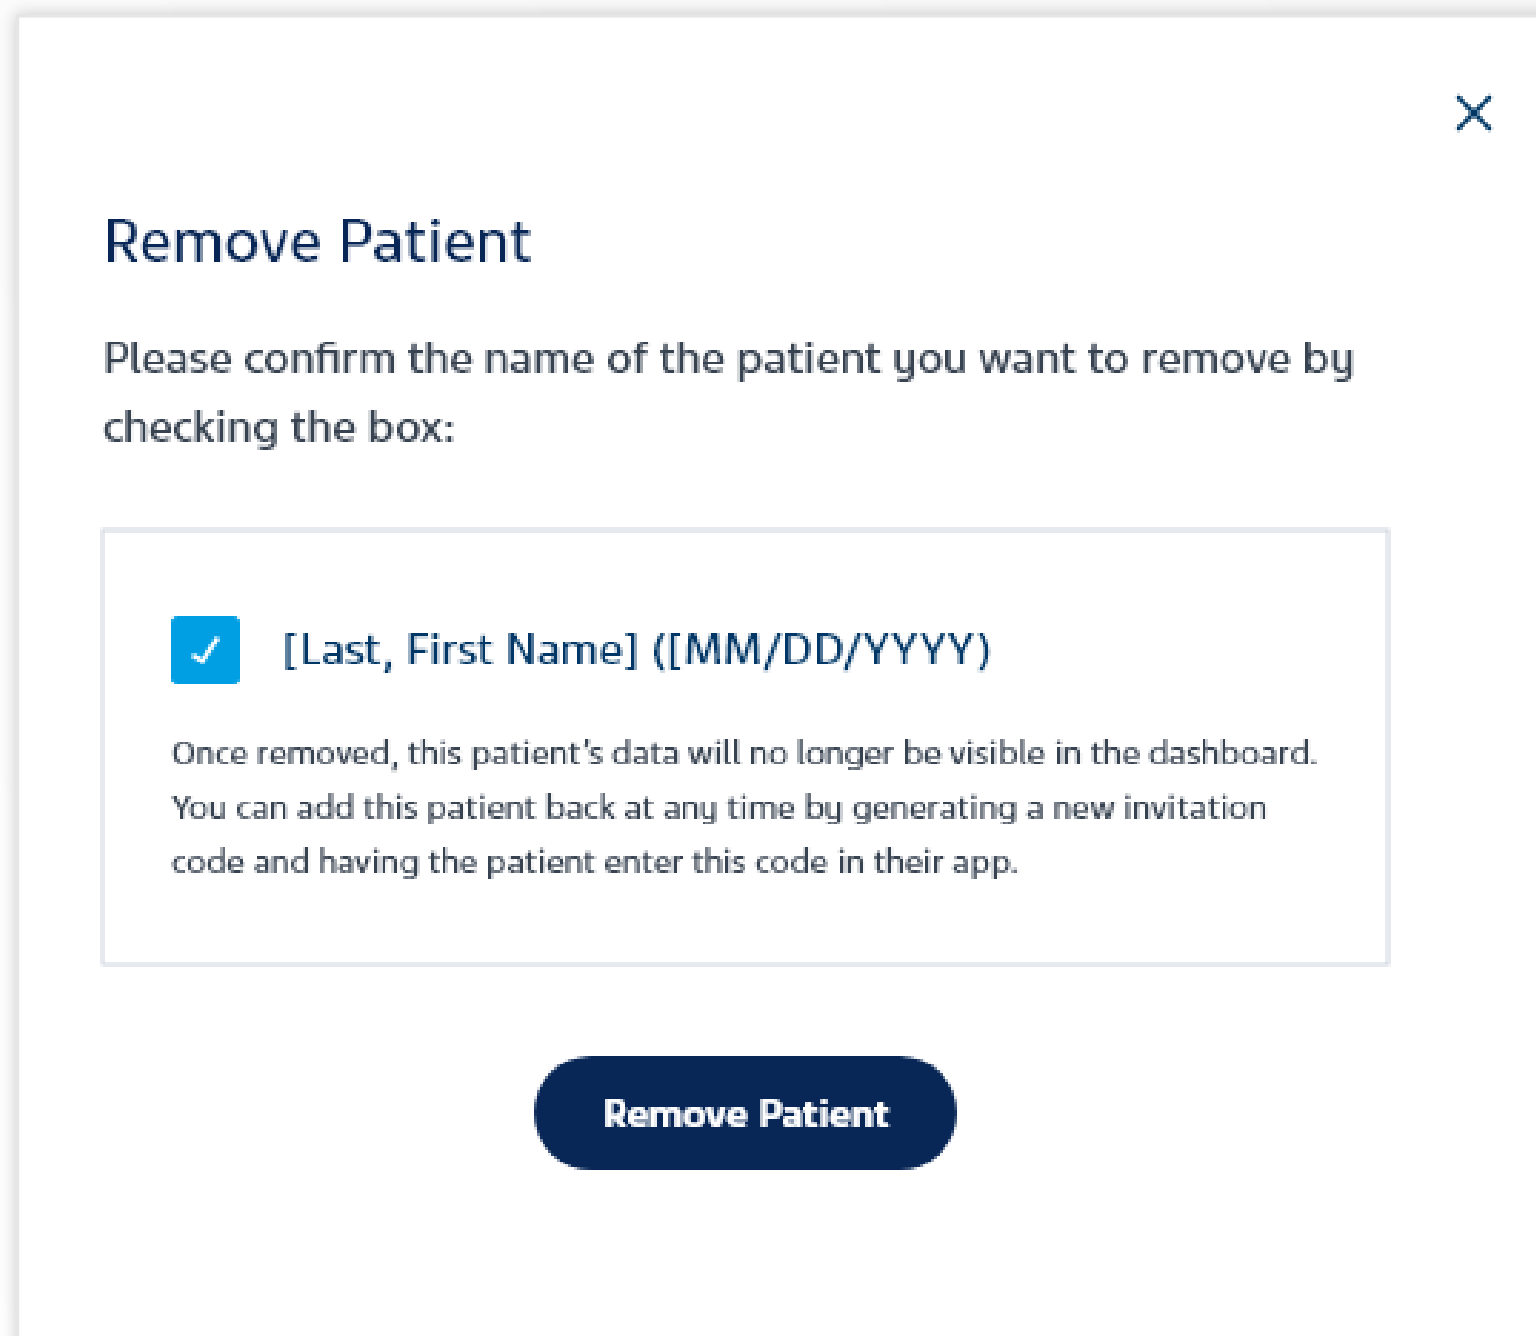 Remove Patient
Please confirm the name of the patient you want to remove by
checking the box:
[Last, First Name] ([MM/DD/YYYY)
Once removed, this patient's data will no longer be visible in the dashboard.
You can add this patient back at any time by generating a new invitation
code and having the patient enter this code in their app.
Remove Patient